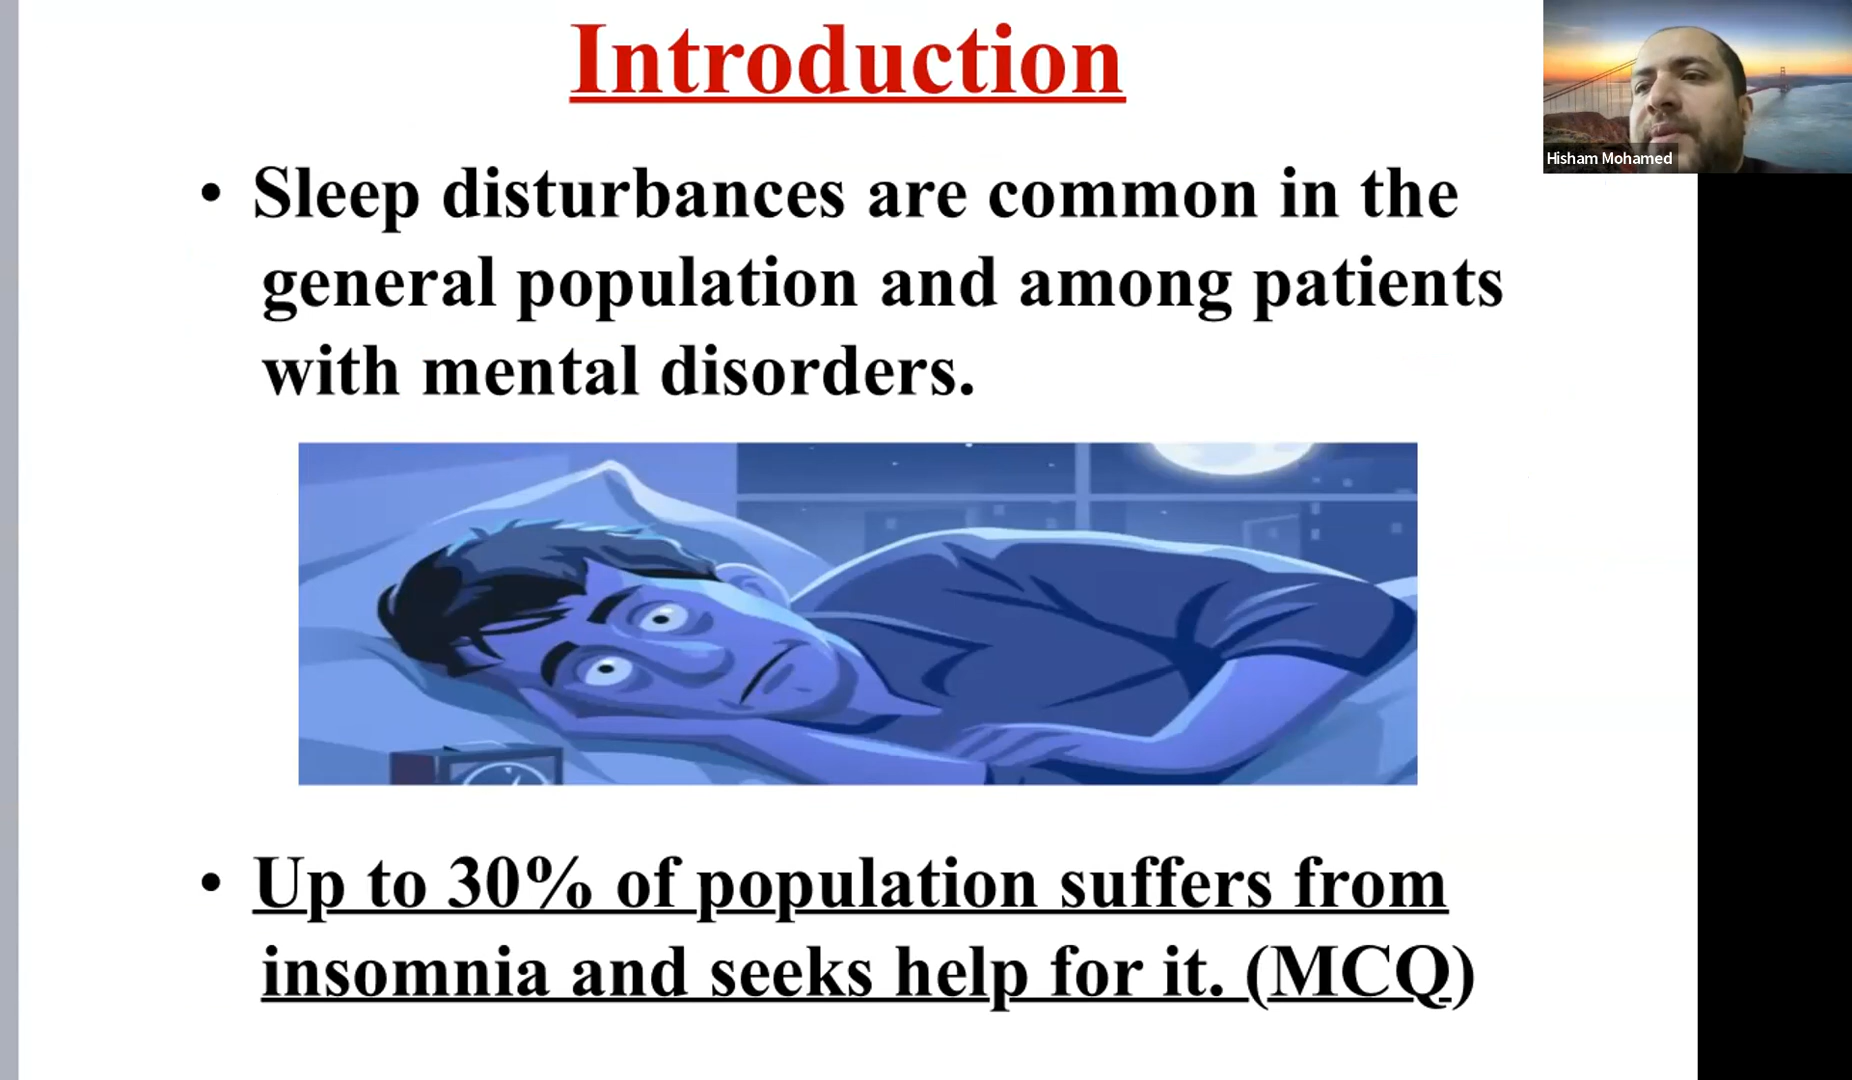 Introduction
Hisham Mohamed
• Sleep disturbances are common in the
general population and among patients
with mental disorders.
• Up to 30% of population suffers from
insomnia and seeks help for it. (MCQ)